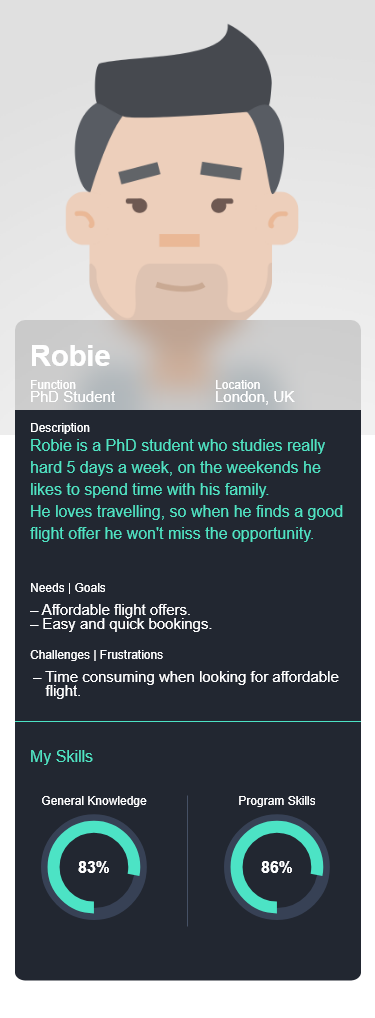 Robie
Function Location
PhD Student London, UK
Description
Robie is a PhD student who studies really
hard 5 days a week, on the weekends he
likes to spend time with his family.
He loves travelling, so when he finds a good
flight offer he won't miss the opportunity.
Needs | Goals
– Affordable flight offers.
– Easy and quick bookings.
Challenges | Frustrations
– Time consuming when looking for affordable
flight.
My Skills
General Knowledge Program Skills
83% 86%